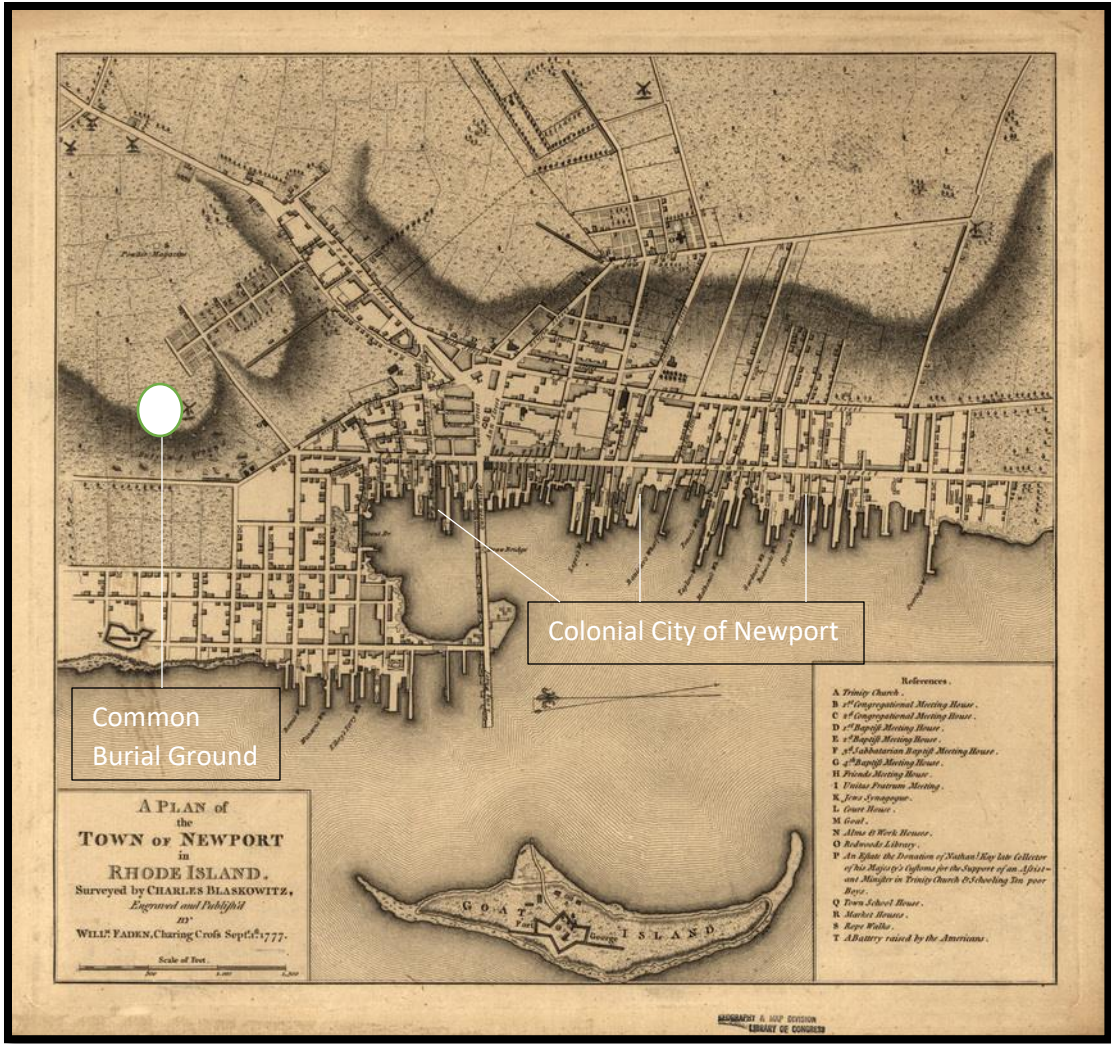 Powder Magazine
Burial Ground
Long Wharf
Colonial City of Newport
Common
Burial Ground
GOAT ISLAND
Fort George
A PLAN of
the
TOWN OF NEWPORT
in
RHODE ISLAND.
Surveyed by CHARLES BLASKOWITZ,
Engraved and Publish'd
BY
WILLM. FADEN, Charing Cross Septr. 1st. 1777.
Scale of Feet.
References.
A Trinity Church.
B 1st. Congregational Meeting House.
C 2d. Congregational Meeting House.
D 1st. Baptist Meeting House.
E 2d. Baptist Meeting House.
F 3d. Sabbatarian Baptist Meeting House.
G 4th. Baptist Meeting House.
H Friends Meeting House.
I Unitas Fratrum Meeting.
K Jews Synagogue.
L Court House.
M Goal.
N Alms & Work Houses.
O Redwoods Library.
P An Estate the Donation of Nathanl. Kay late Collector
of his Majesty's Customs for the Support of an Assist-
ant Minister in Trinity Church & Schooling Ten poor
Boys.
Q Town School House.
R Market Houses.
S Rope Walks.
T A Battery raised by the Americans.
GEOGRAPHY & MAP DIVISION
LIBRARY OF CONGRESS